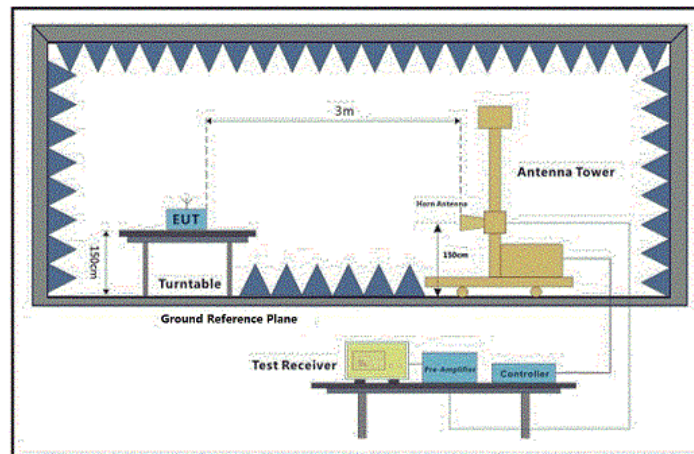 3m
Antenna Tower
Horn Antenna
EUT
150cm
150cm
Turntable
Ground Reference Plane
Test Receiver
Pre-Amplifier
Controller